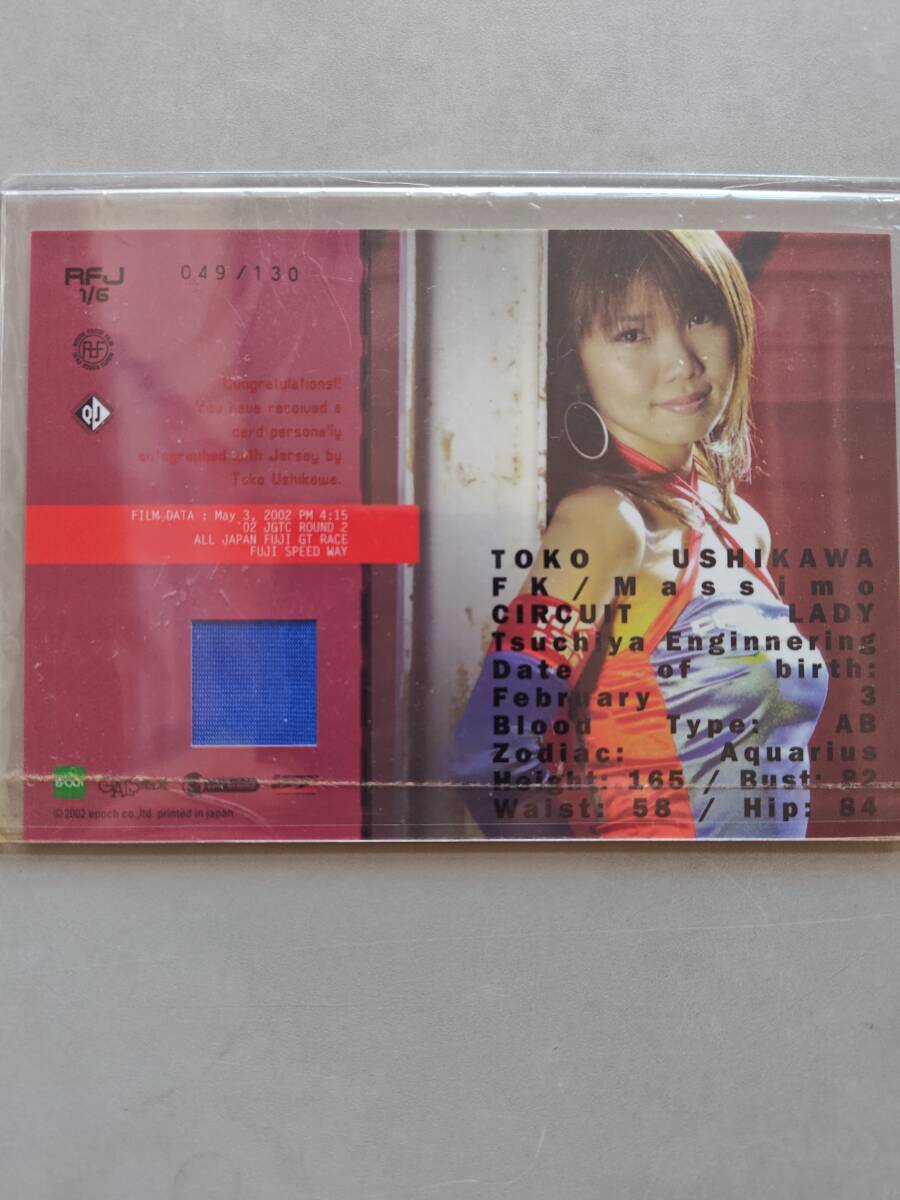 RFJ
1/6
049/130
Congratulations!!
You have received a
card personally
autographed with Jersey by
Toko Ushikawa.
FILM DATA : May 3, 2002 PM 4:15
'02 JGTC ROUND 2
ALL JAPAN FUJI GT RACE
FUJI SPEED WAY
TOKO USHIKAWA
FK/Massimo
CIRCUIT LADY
Tsuchiya Enginnering
Date of birth:
February 3
Blood Type: AB
Zodiac: Aquarius
Height: 165 / Bust: 82
Waist: 58 / Hip: 84
EPOCH
©2002 epoch co.,ltd. printed in japan